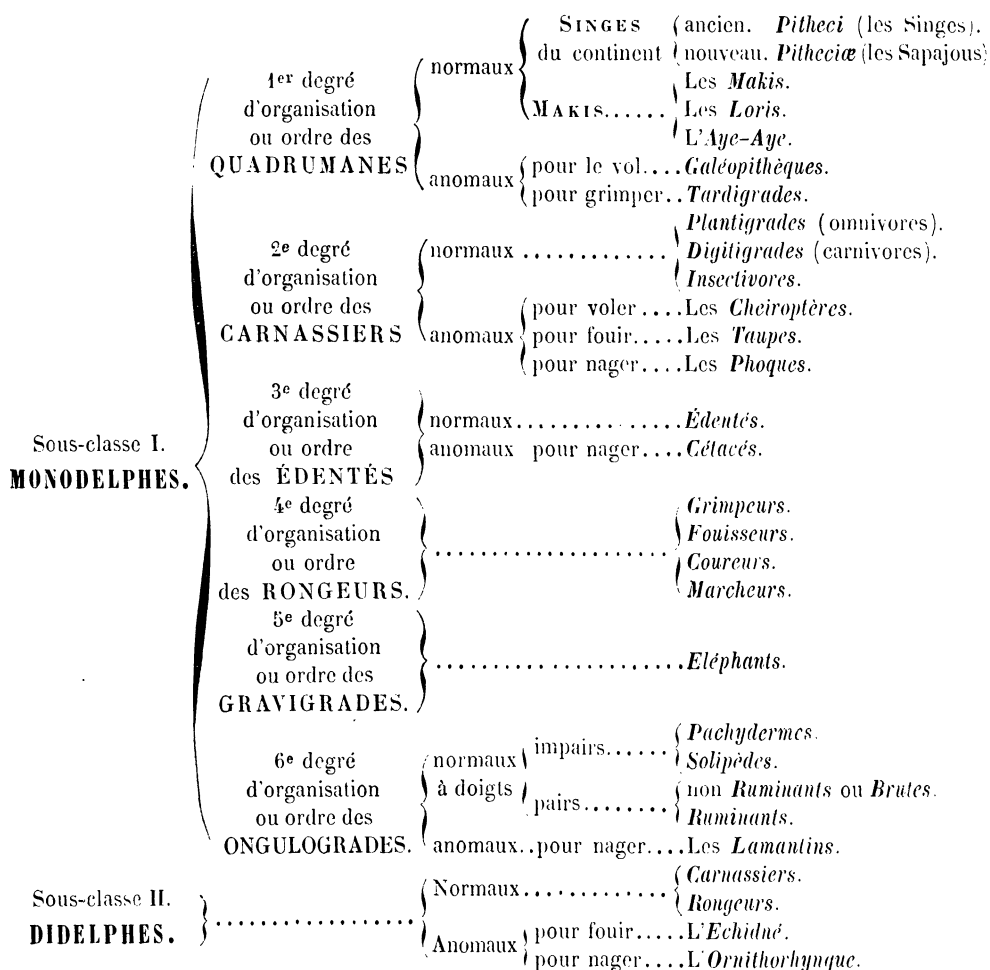 SINGES ancien. Pitheci (les Singes).
du continent nouveau. Pitheciæ (les Sapajous)
1er degré normaux Les Makis.
d'organisation MAKIS...... Les Loris.
ou ordre des L'Aye-Aye.
QUADRUMANES anomaux pour le vol.... Galéopithèques.
pour grimper.. Tardigrades.
Plantigrades (omnivores).
2e degré normaux ............. Digitigrades (carnivores).
d'organisation Insectivores.
ou ordre des pour voler .... Les Cheiroptères.
CARNASSIERS anomaux pour fouir..... Les Taupes.
pour nager.... Les Phoques.
3e degré
d'organisation normaux............... Édentés.
ou ordre anomaux pour nager.... Cétacés.
des ÉDENTÉS
Sous-classe I.
MONODELPHES.
4e degré Grimpeurs.
d'organisation Fouisseurs.
ou ordre .................... Coureurs.
des RONGEURS. Marcheurs.
5e degré
d'organisation
ou ordre des ...................... Eléphants.
GRAVIGRADES.
6e degré normaux impairs...... Pachydermes.
d'organisation à doigts Solipèdes.
ou ordre des pairs........ non Ruminants ou Brutes.
Ruminants.
ONGULOGRADES. anomaux..pour nager.... Les Lamantins.
Sous-classe II. Normaux............. Carnassiers.
DIDELPHES. ................. Rongeurs.
Anomaux pour fouir..... L'Echidné.
pour nager.... L'Ornithorhynque.